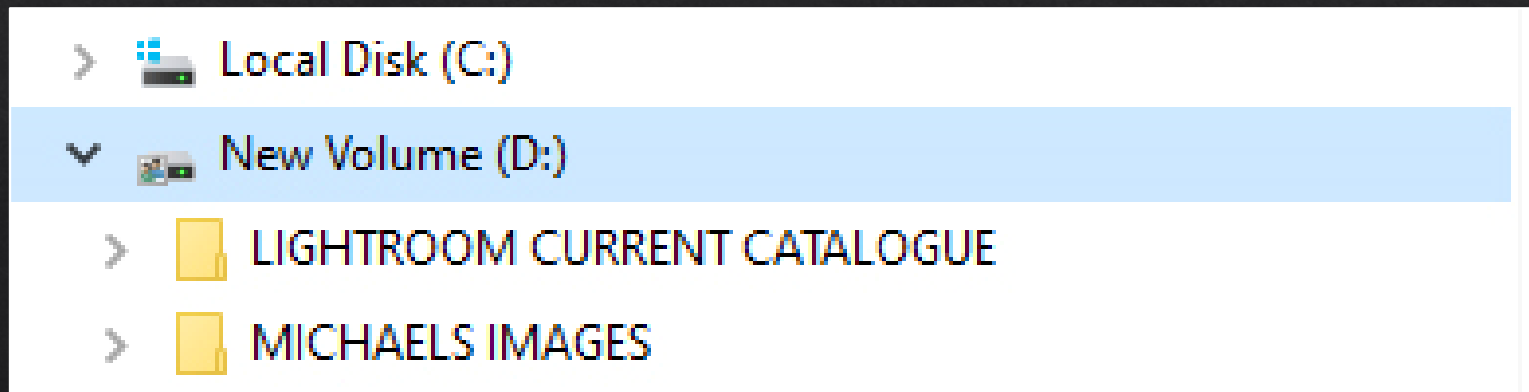 Local Disk (C:)
New Volume (D:)
LIGHTROOM CURRENT CATALOGUE
MICHAELS IMAGES